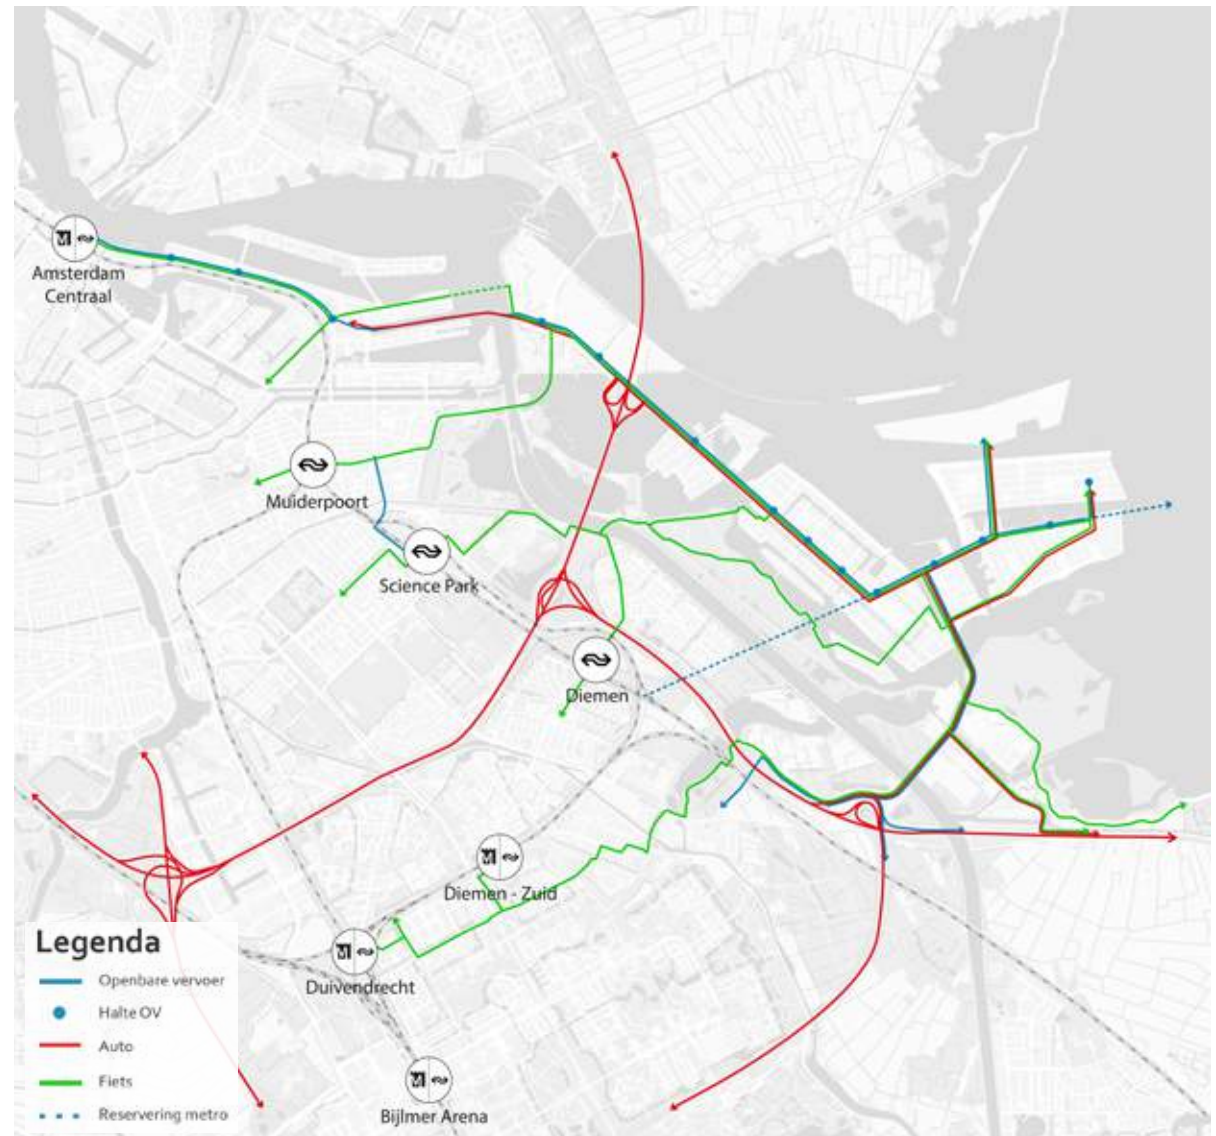 Amsterdam
Centraal
Muiderpoort
Science Park
Diemen
Diemen - Zuid
Duivendrecht
Bijlmer Arena
Legenda
Openbare vervoer
Halte OV
Auto
Fiets
Reservering metro